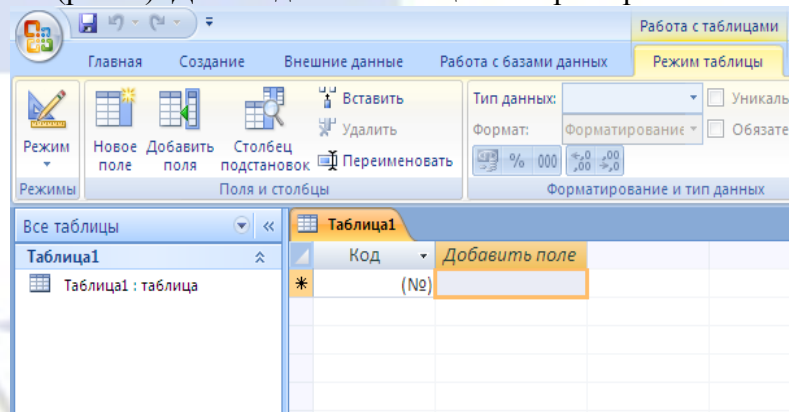 Работа с таблицами
Главная Создание Внешние данные Работа с базами данных Режим таблицы
Режим
Новое поле
Добавить поля
Столбец подстановок
Вставить
Удалить
Переименовать
Тип данных:
Формат: Форматирование
% 000
Режимы
Поля и столбцы
Форматирование и тип данных
Все таблицы
Таблица1
Таблица1 : таблица
Таблица1
Код Добавить поле
(№)